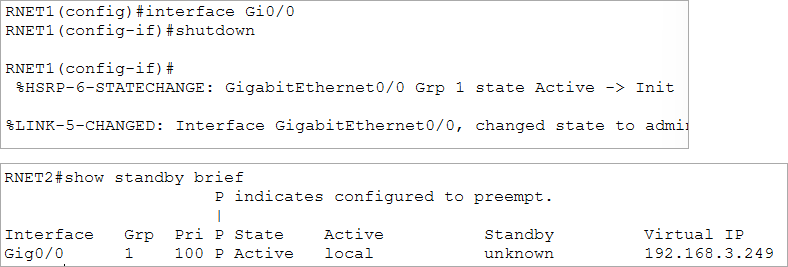 RNET1(config)#interface Gi0/0
RNET1(config-if)#shutdown
RNET1(config-if)#
%HSRP-6-STATECHANGE: GigabitEthernet0/0 Grp 1 state Active -> Init
%LINK-5-CHANGED: Interface GigabitEthernet0/0, changed state to
RNET2#show standby brief
P indicates configured to preempt.
|
Interface Grp Pri P State Active Standby Virtual IP
Gig0/0 1 100 P Active local unknown 192.168.3.249